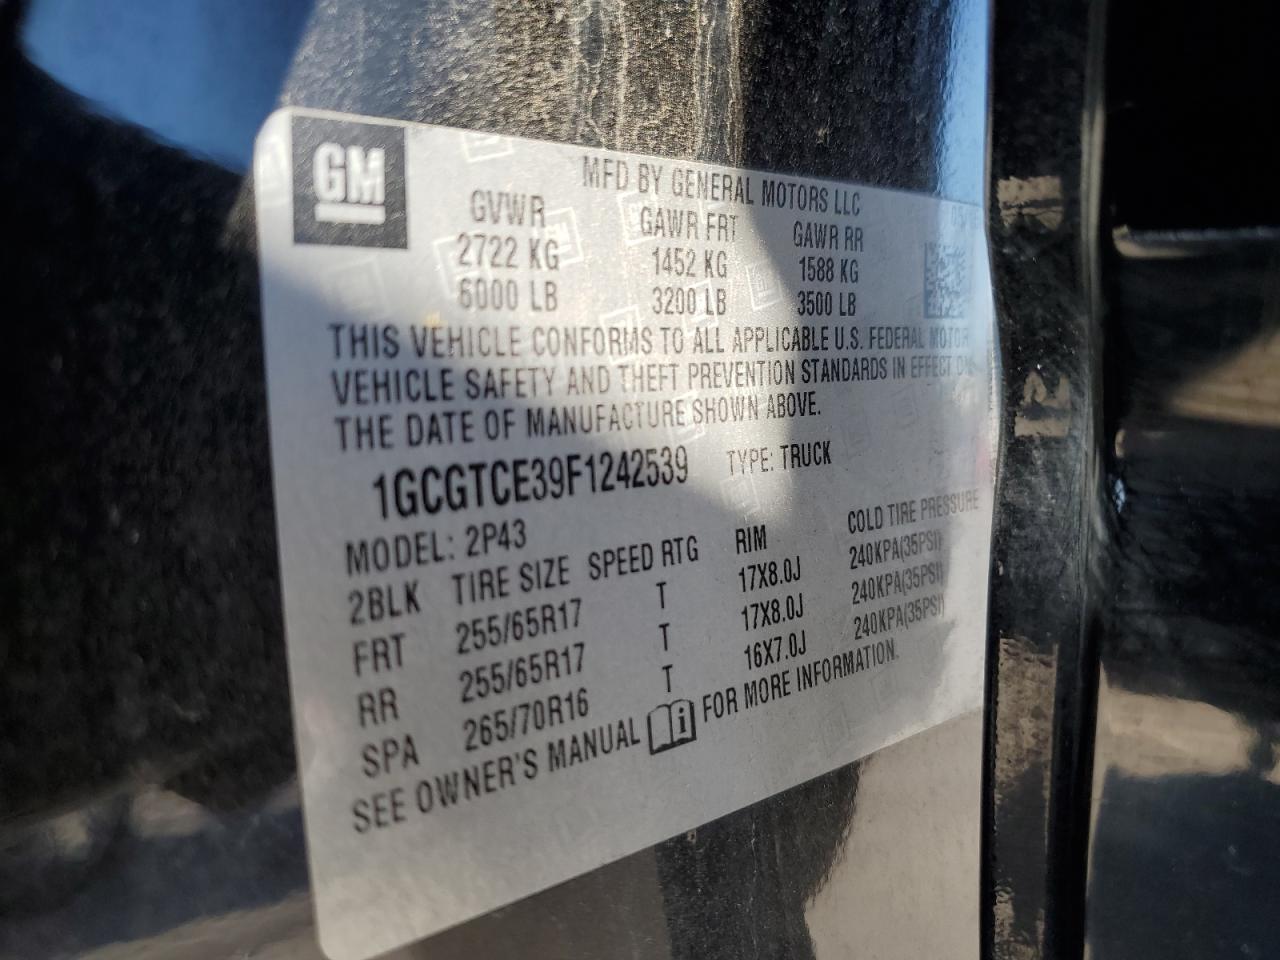 GM
MFD BY GENERAL MOTORS LLC
GVWR GAWR FRT GAWR RR
2722 KG 1452 KG 1588 KG
6000 LB 3200 LB 3500 LB
THIS VEHICLE CONFORMS TO ALL APPLICABLE U.S. FEDERAL MOTOR
VEHICLE SAFETY AND THEFT PREVENTION STANDARDS IN EFFECT ON
THE DATE OF MANUFACTURE SHOWN ABOVE.
1GCGTCE39F1242539 TYPE: TRUCK
MODEL: 2P43
2BLK TIRE SIZE SPEED RTG RIM COLD TIRE PRESSURE
FRT 255/65R17 T 17X8.0J 240KPA(35PSI)
RR 255/65R17 T 17X8.0J 240KPA(35PSI)
SPA 265/70R16 T 16X7.0J 240KPA(35PSI)
SEE OWNER'S MANUAL FOR MORE INFORMATION.